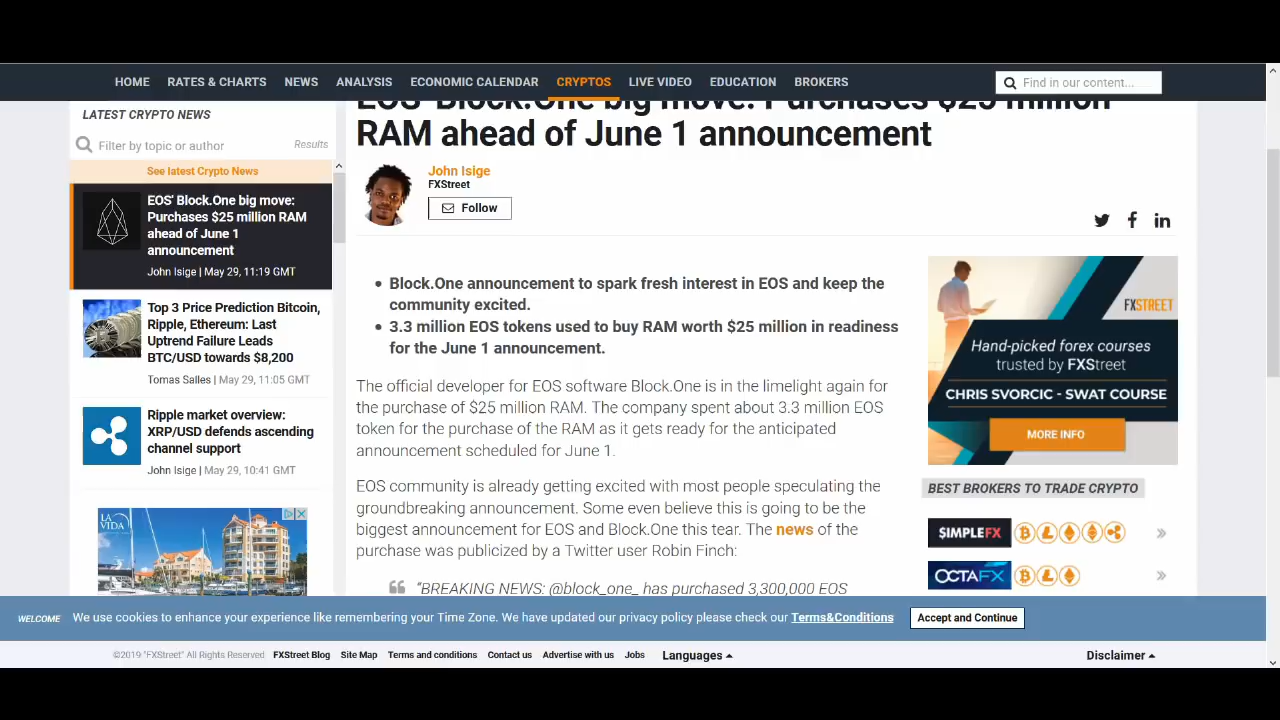 HOME RATES & CHARTS NEWS ANALYSIS ECONOMIC CALENDAR CRYPTOS LIVE VIDEO EDUCATION BROKERS
Find in our content...
LATEST CRYPTO NEWS
Filter by topic or author
Results
See latest Crypto News
EOS' Block.One big move:
Purchases $25 million RAM
ahead of June 1
announcement
John Isige | May 29, 11:19 GMT
Top 3 Price Prediction Bitcoin,
Ripple, Ethereum: Last
Uptrend Failure Leads
BTC/USD towards $8,200
Tomas Salles | May 29, 11:05 GMT
Ripple market overview:
XRP/USD defends ascending
channel support
John Isige | May 29, 10:41 GMT
LA
VIDA
EOS' Block.One big move: Purchases $25 million
RAM ahead of June 1 announcement
John Isige
FXStreet
Follow
Block.One announcement to spark fresh interest in EOS and keep the
community excited.
3.3 million EOS tokens used to buy RAM worth $25 million in readiness
for the June 1 announcement.
The official developer for EOS software Block.One is in the limelight again for
the purchase of $25 million RAM. The company spent about 3.3 million EOS
token for the purchase of the RAM as it gets ready for the anticipated
announcement scheduled for June 1.
EOS community is already getting excited with most people speculating the
groundbreaking announcement. Some even believe this is going to be the
biggest announcement for EOS and Block.One this tear. The news of the
purchase was publicized by a Twitter user Robin Finch:
"BREAKING NEWS: @block_one_ has purchased 3,300,000 EOS
FXSTREET
Hand-picked forex courses
trusted by FXStreet
CHRIS SVORCIC - SWAT COURSE
MORE INFO
BEST BROKERS TO TRADE CRYPTO
SIMPLEFX
OCTAFX
WELCOME We use cookies to enhance your experience like remembering your Time Zone. We have updated our privacy policy please check our Terms&Conditions Accept and Continue
©2019 "FXStreet" All Rights Reserved FXStreet Blog Site Map Terms and conditions Contact us Advertise with us Jobs Languages Disclaimer